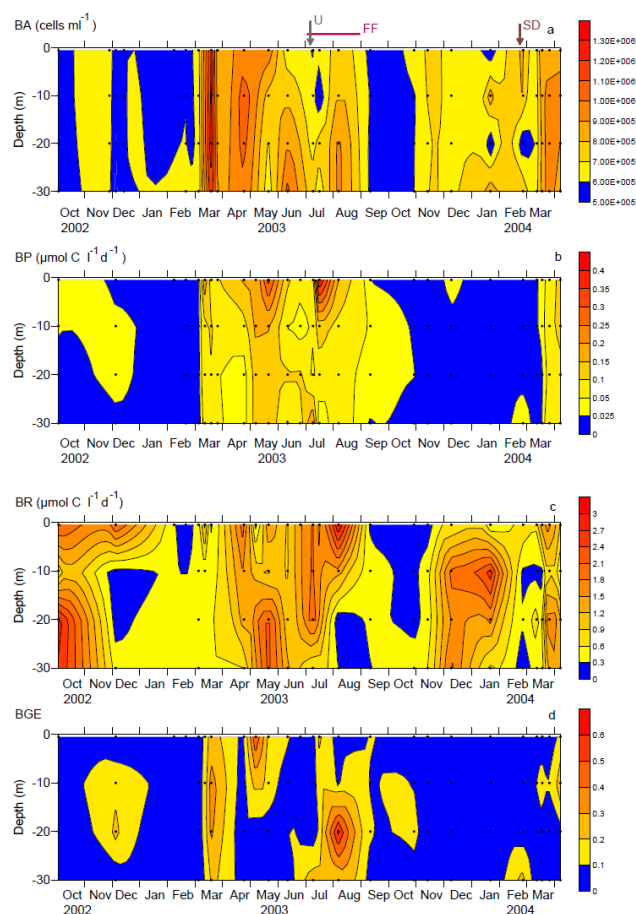 BA (cells ml-1)
U
FF
SD
a
0
-10
-20
-30
Depth (m)
1.30E+006
1.20E+006
1.10E+006
1.00E+006
9.00E+005
8.00E+005
7.00E+005
6.00E+005
5.00E+005
Oct Nov Dec Jan Feb Mar Apr May Jun Jul Aug Sep Oct Nov Dec Jan Feb Mar
2002 2003 2004
BP (µmol C l-1 d-1)
b
0
-10
-20
-30
Depth (m)
0.4
0.35
0.3
0.25
0.2
0.15
0.1
0.05
0.025
0
Oct Nov Dec Jan Feb Mar Apr May Jun Jul Aug Sep Oct Nov Dec Jan Feb Mar
2002 2003 2004
BR (µmol C l-1 d-1)
c
0
-10
-20
-30
Depth (m)
3
2.7
2.4
2.1
1.8
1.5
1.2
0.9
0.6
0.3
0
Oct Nov Dec Jan Feb Mar Apr May Jun Jul Aug Sep Oct Nov Dec Jan Feb Mar
2002 2003 2004
BGE
d
0
-10
-20
-30
Depth (m)
0.6
0.5
0.4
0.3
0.2
0.1
0
Oct Nov Dec Jan Feb Mar Apr May Jun Jul Aug Sep Oct Nov Dec Jan Feb Mar
2002 2003 2004